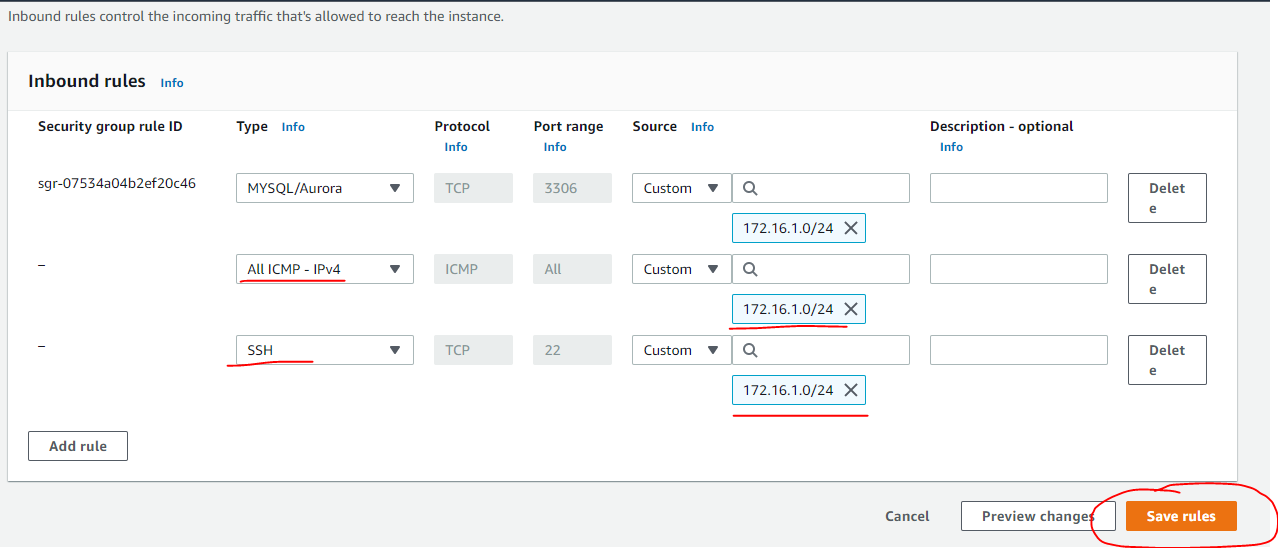 Inbound rules control the incoming traffic that's allowed to reach the instance.
Inbound rules Info
Security group rule ID Type Info Protocol Info Port range Info Source Info Description - optional Info
sgr-07534a04b2ef20c46 MYSQL/Aurora TCP 3306 Custom Delete
172.16.1.0/24
– All ICMP - IPv4 ICMP All Custom Delete
172.16.1.0/24
– SSH TCP 22 Custom Delete
172.16.1.0/24
Add rule
Cancel Preview changes Save rules